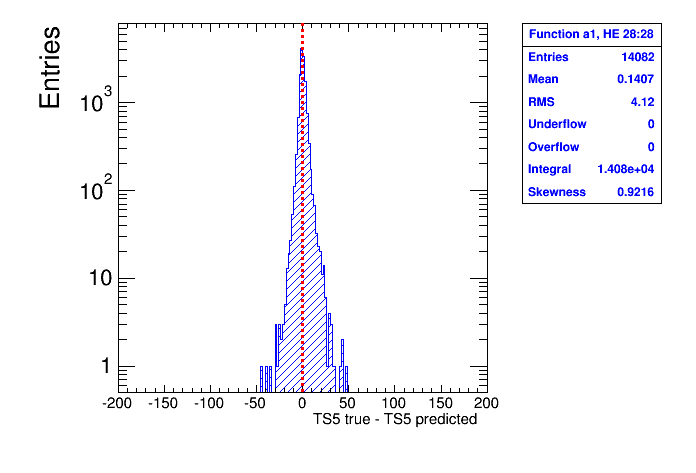 Function a1, HE 28:28
Entries 14082
Mean 0.1407
RMS 4.12
Underflow 0
Overflow 0
Integral 1.408e+04
Skewness 0.9216
Entries
10³
10²
10
1
-200 -150 -100 -50 0 50 100 150 200
TS5 true - TS5 predicted